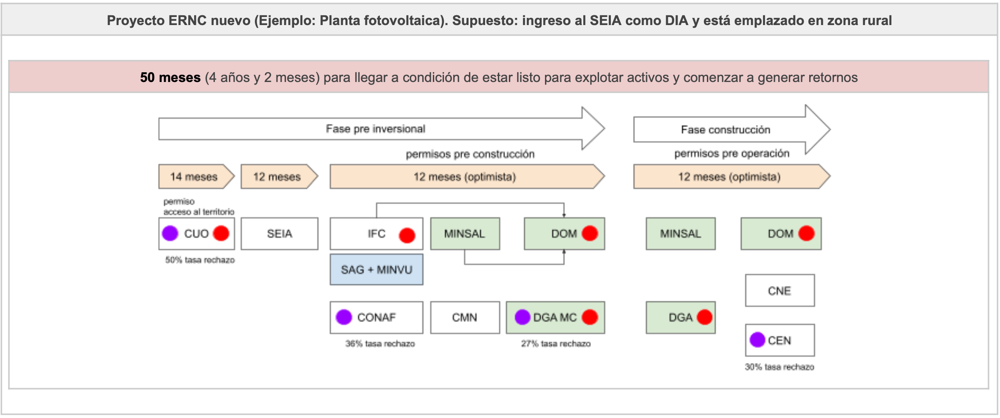 Proyecto ERNC nuevo (Ejemplo: Planta fotovoltaica). Supuesto: ingreso al SEIA como DIA y está emplazado en zona rural
50 meses (4 años y 2 meses) para llegar a condición de estar listo para explotar activos y comenzar a generar retornos
Fase pre inversional
Fase construcción
permisos pre construcción
permisos pre operación
14 meses
12 meses
12 meses (optimista)
12 meses (optimista)
permiso
acceso al territorio
CUO
SEIA
IFC
MINSAL
DOM
MINSAL
DOM
50% tasa rechazo
SAG + MINVU
CNE
CONAF
CMN
DGA MC
DGA
CEN
36% tasa rechazo
27% tasa rechazo
30% tasa rechazo